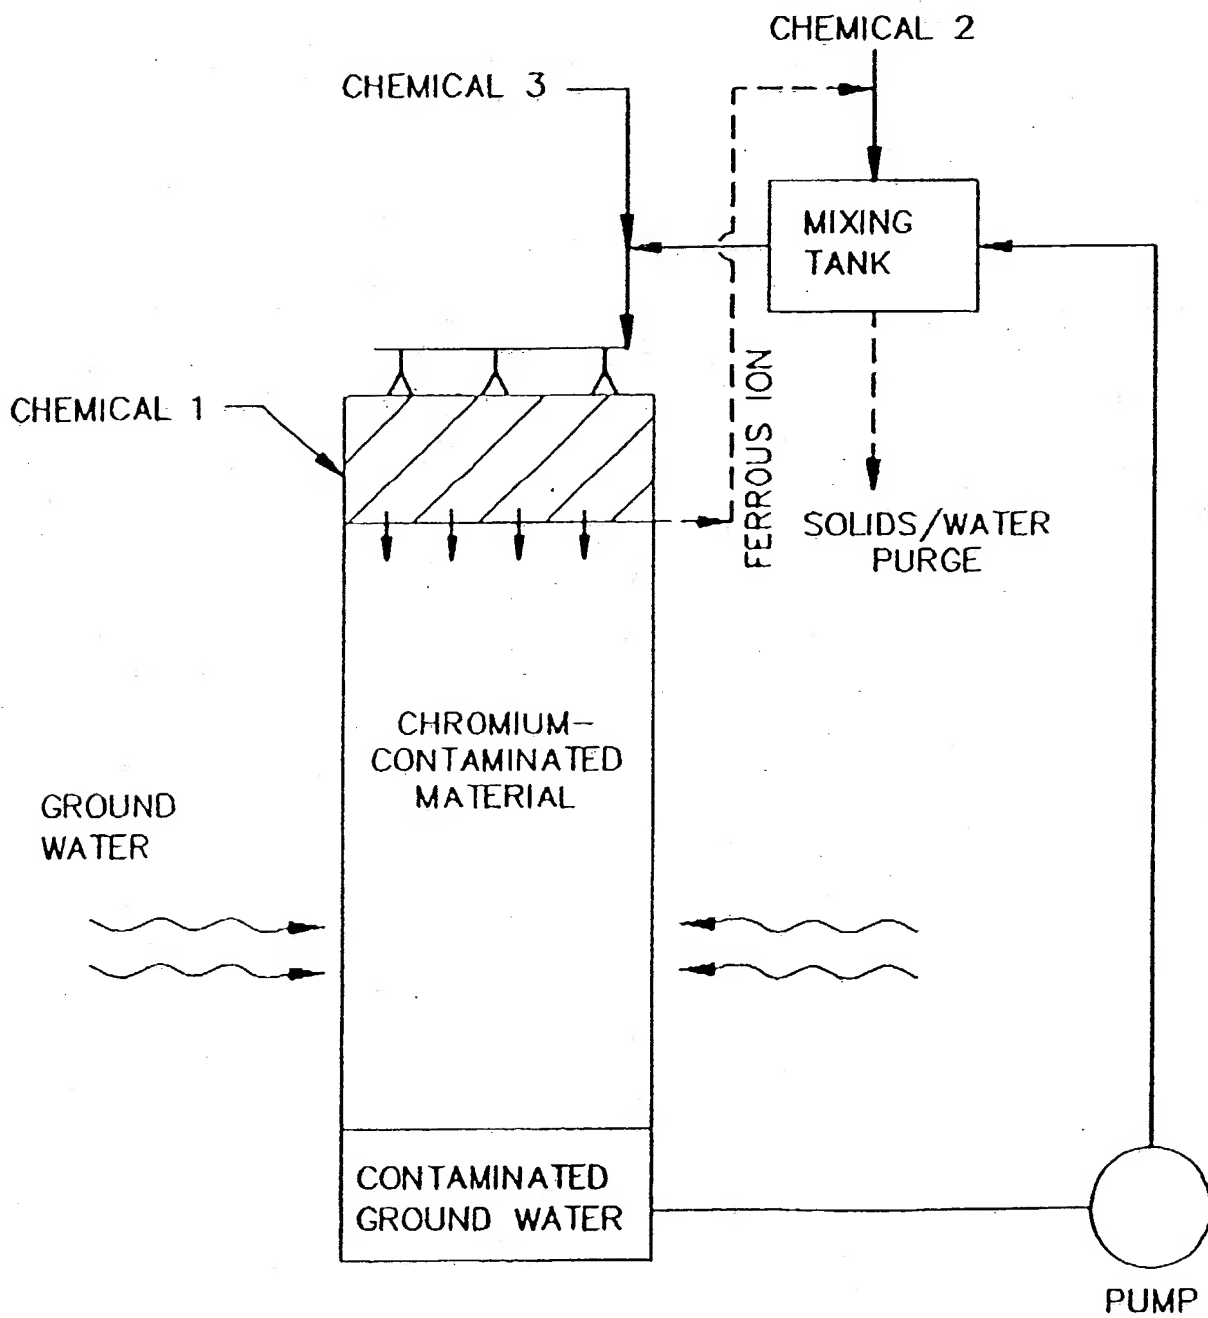 CHEMICAL 2
CHEMICAL 3
MIXING
TANK
CHEMICAL 1
FERROUS ION
SOLIDS/WATER
PURGE
CHROMIUM-
CONTAMINATED
MATERIAL
GROUND
WATER
CONTAMINATED
GROUND WATER
PUMP